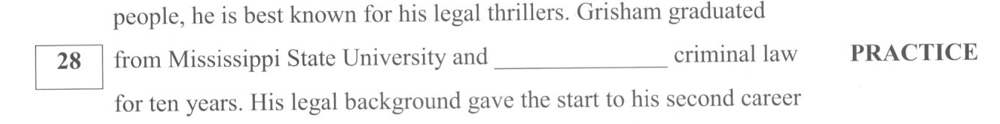 people, he is best known for his legal thrillers. Grisham graduated
28 from Mississippi State University and ______________ criminal law PRACTICE
for ten years. His legal background gave the start to his second career